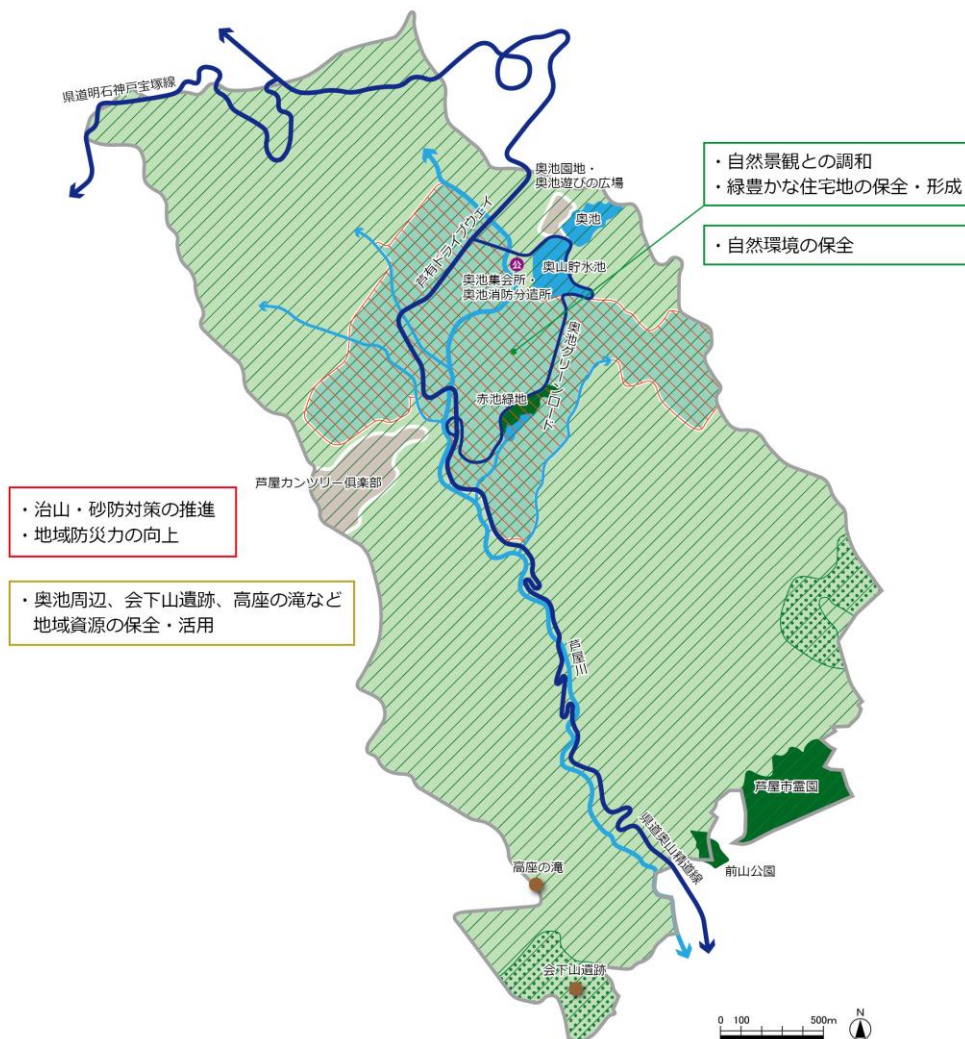 県道明石神戸宝塚線
奥池園地・
奥池遊びの広場
奥池
・自然景観との調和
・緑豊かな住宅地の保全・形成
・自然環境の保全
芦有ドライブウェイ
公
奥山貯水池
奥池集会所・
奥池消防分遣所
奥池グリーンロード
赤池緑地
芦屋カンツリー倶楽部
・治山・砂防対策の推進
・地域防災力の向上
・奥池周辺、会下山遺跡、高座の滝など
地域資源の保全・活用
芦屋川
芦屋市霊園
県道奥山精道線
前山公園
高座の滝
会下山遺跡
0 100 500m
N